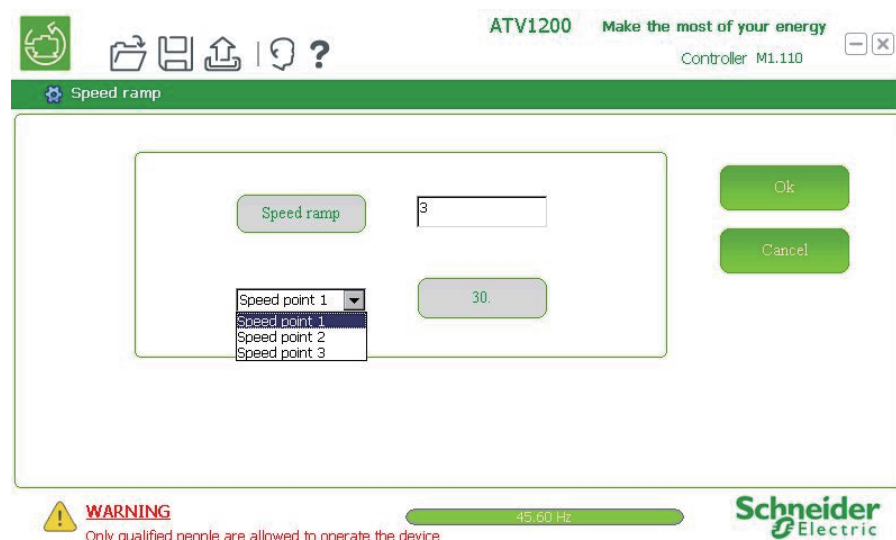 ATV1200 Make the most of your energy
Controller M1.110
?
Speed ramp
Speed ramp 3
Ok
Cancel
Speed point 1 30.
Speed point 1
Speed point 2
Speed point 3
WARNING
Only qualified people are allowed to operate the device
45.60 Hz
Schneider
Electric